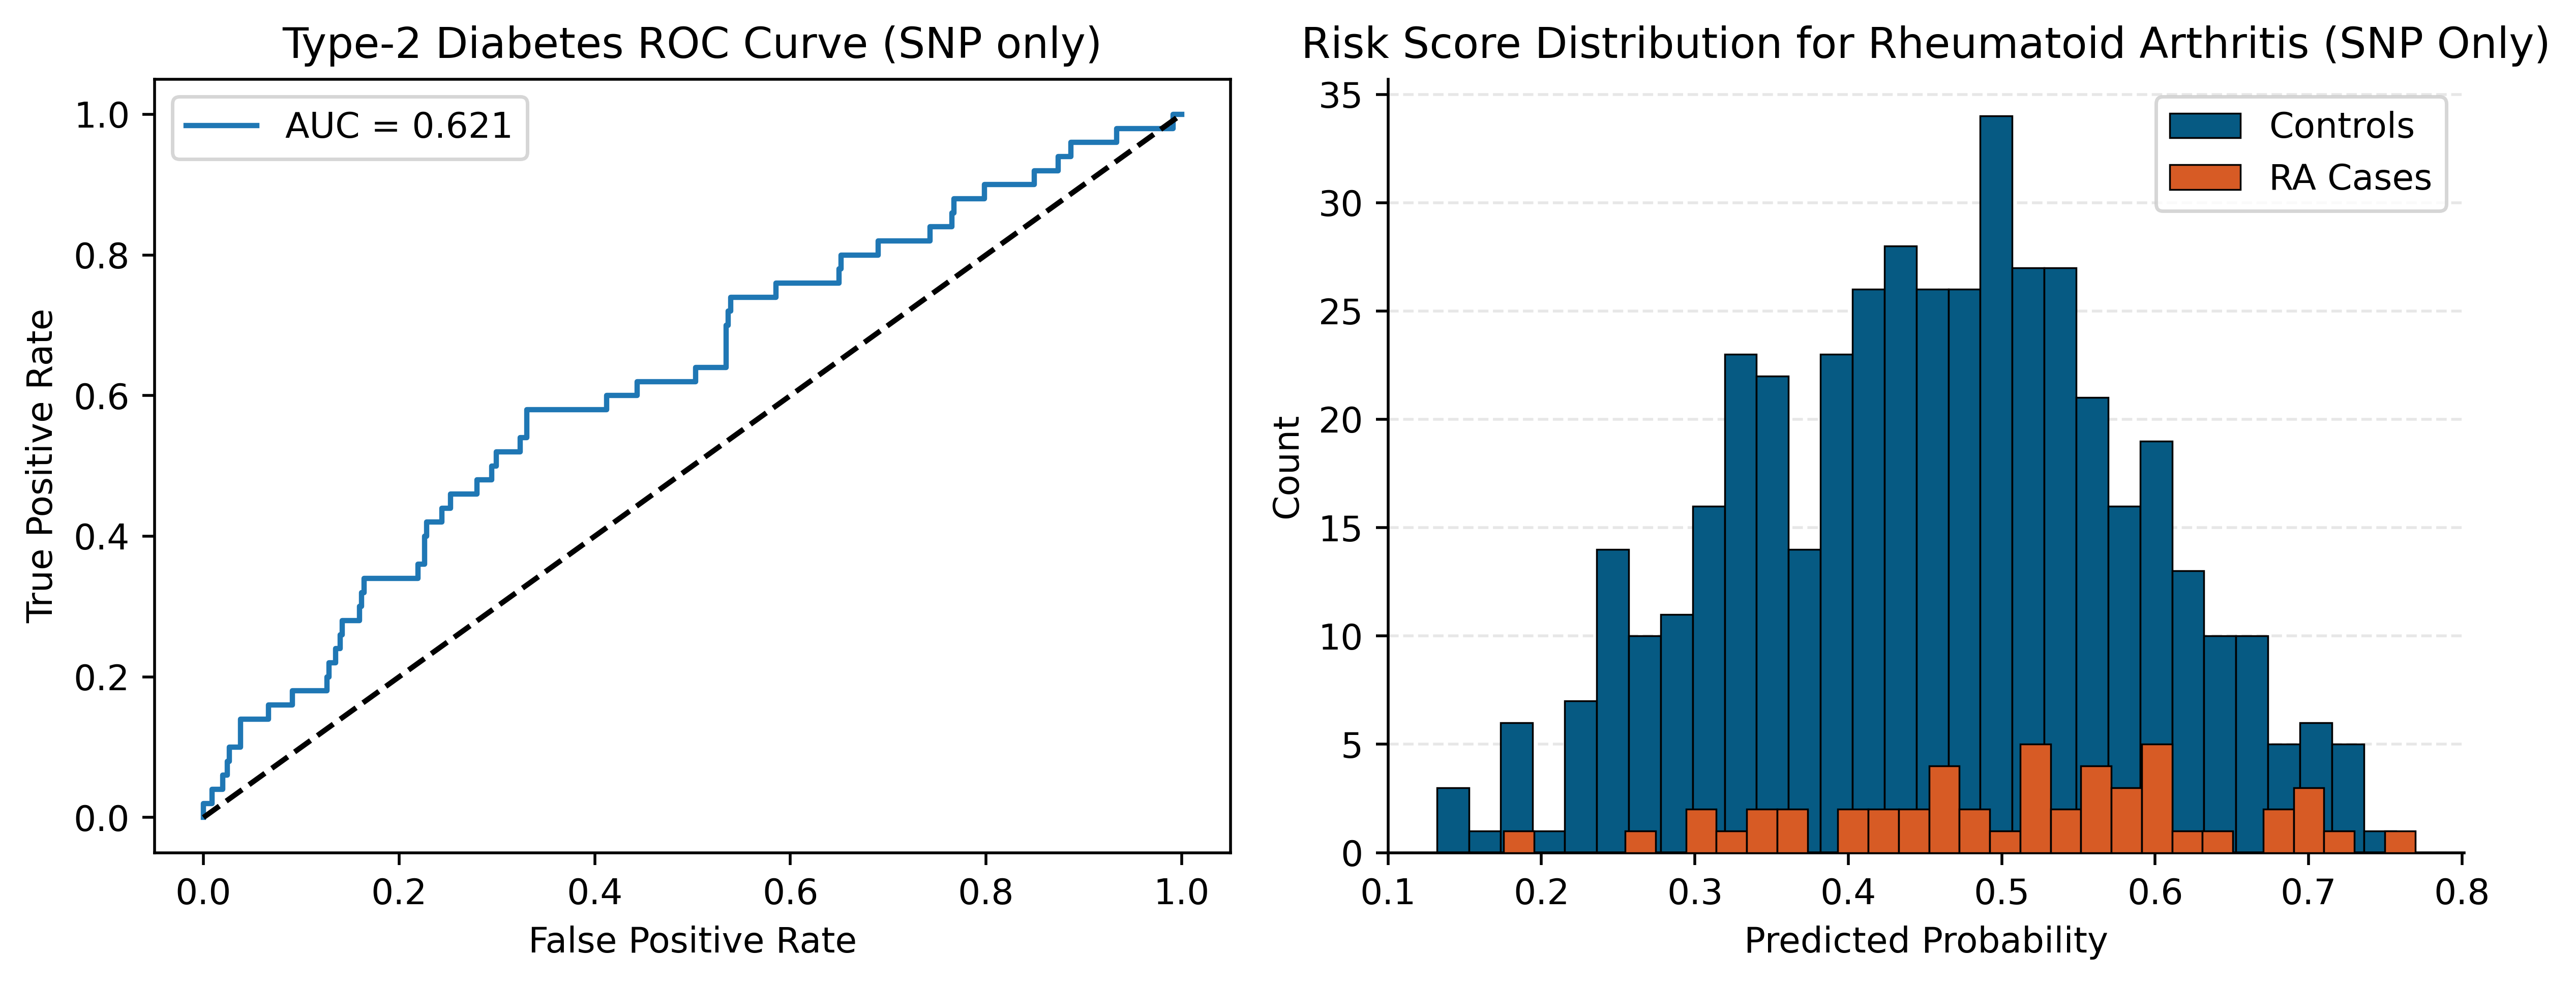 Type-2 Diabetes ROC Curve (SNP only)
AUC = 0.621
True Positive Rate
1.0
0.8
0.6
0.4
0.2
0.0
0.0 0.2 0.4 0.6 0.8 1.0
False Positive Rate
Risk Score Distribution for Rheumatoid Arthritis (SNP Only)
Controls
RA Cases
Count
35
30
25
20
15
10
5
0
0.1 0.2 0.3 0.4 0.5 0.6 0.7 0.8
Predicted Probability